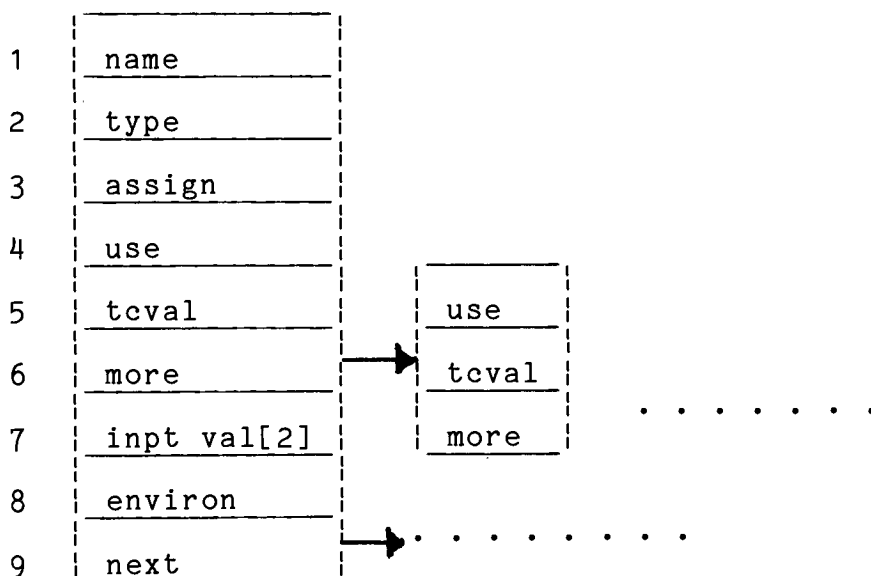 1 name
2 type
3 assign
4 use
5 tcval use
6 more tcval
7 inpt val[2] more
8 environ
9 next